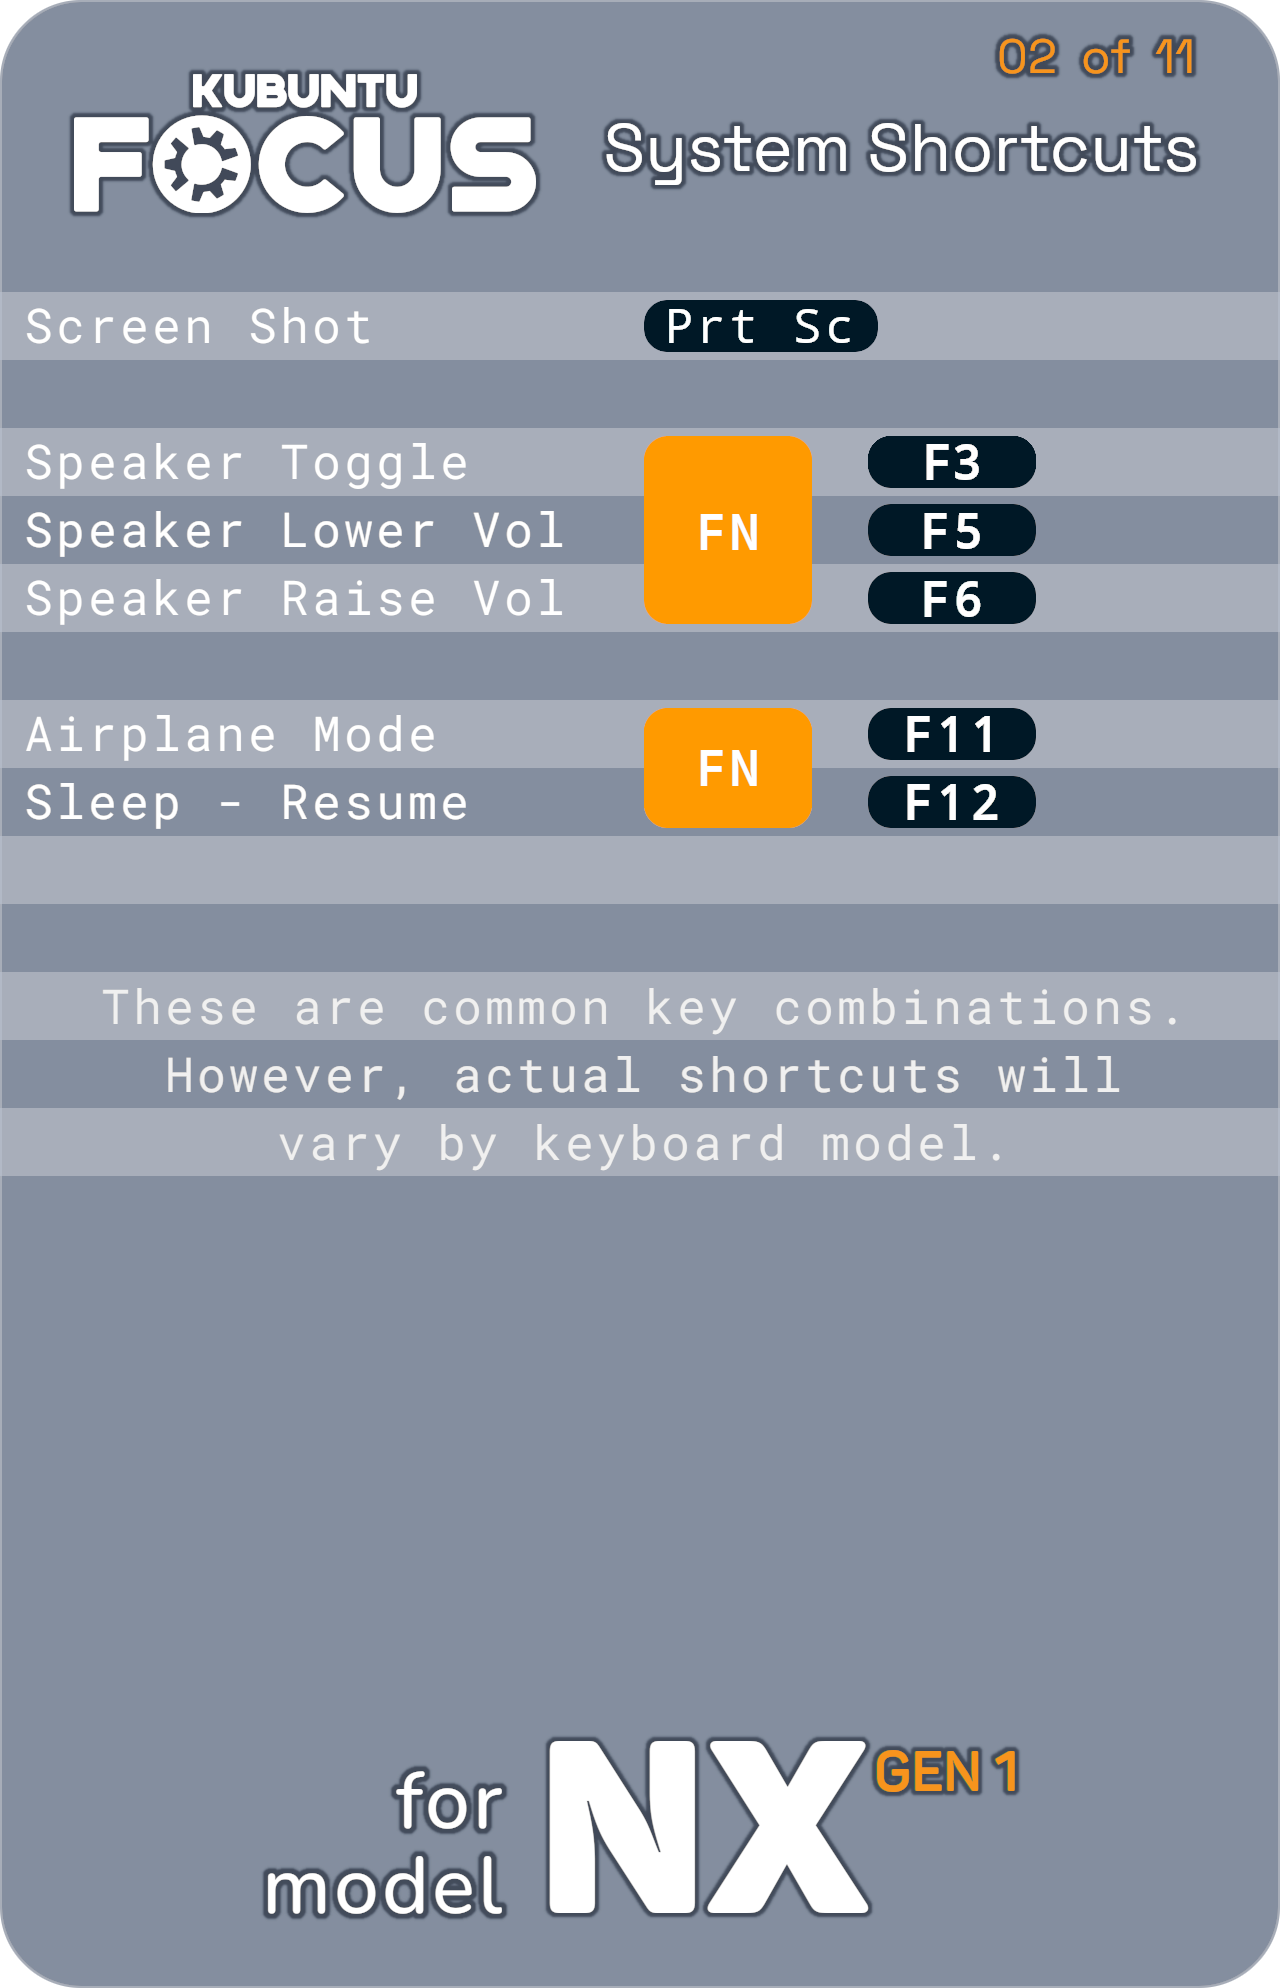 02 of 11
KUBUNTU
FOCUS
System Shortcuts
Screen Shot Prt Sc
Speaker Toggle F3
Speaker Lower Vol FN F5
Speaker Raise Vol F6
Airplane Mode F11
FN
Sleep - Resume F12
These are common key combinations.
However, actual shortcuts will
vary by keyboard model.
for
model
NX
GEN 1